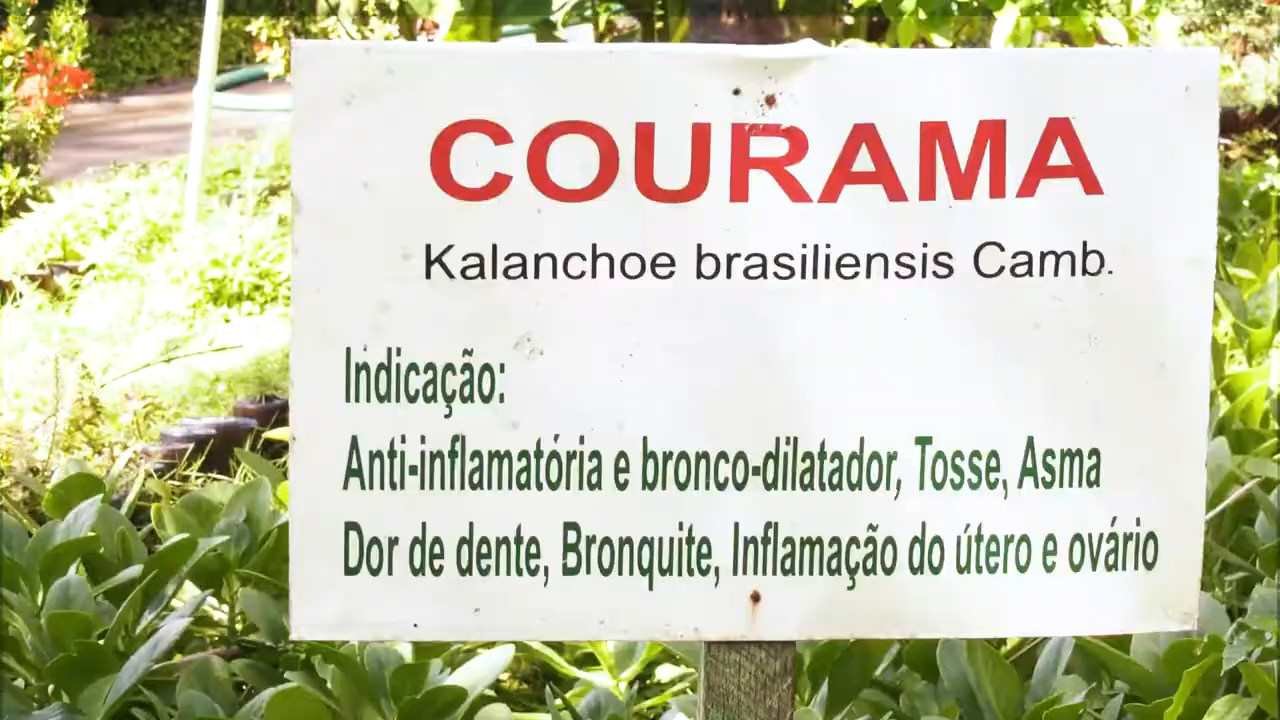 COURAMA
Kalanchoe brasiliensis Camb.
Indicação:
Anti-inflamatória e bronco-dilatador, Tosse, Asma
Dor de dente, Bronquite, Inflamação do útero e ovário